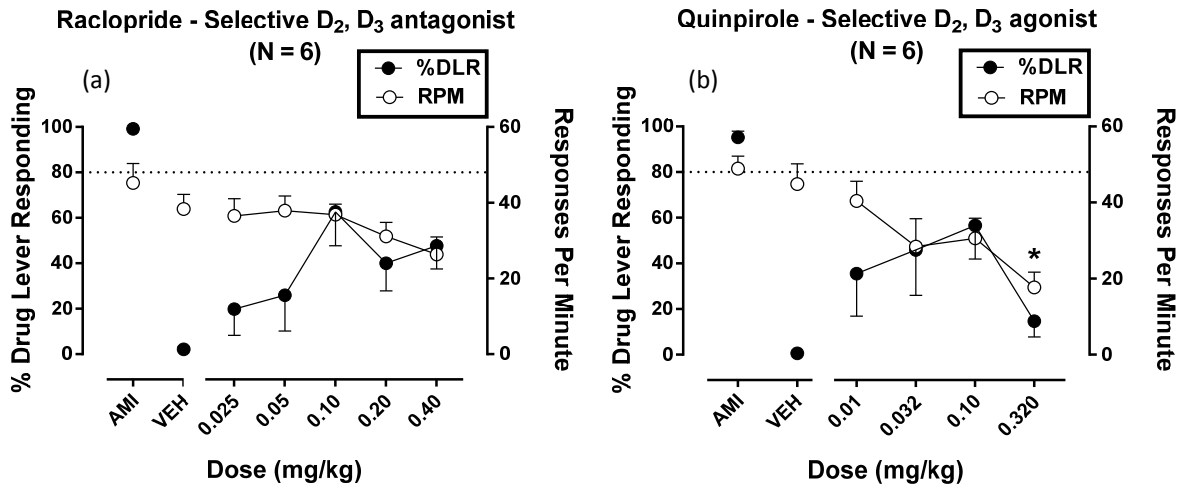 Raclopride - Selective D₂, D₃ antagonist
(N = 6)
(a)
%DLR
RPM
% Drug Lever Responding
100
80
60
40
20
0
60
40
20
0
Responses Per Minute
AMI
VEH
0.025
0.05
0.10
0.20
0.40
Dose (mg/kg)
Quinpirole - Selective D₂, D₃ agonist
(N = 6)
(b)
%DLR
RPM
% Drug Lever Responding
100
80
60
40
20
0
60
40
20
0
Responses Per Minute
*
AMI
VEH
0.01
0.032
0.10
0.320
Dose (mg/kg)